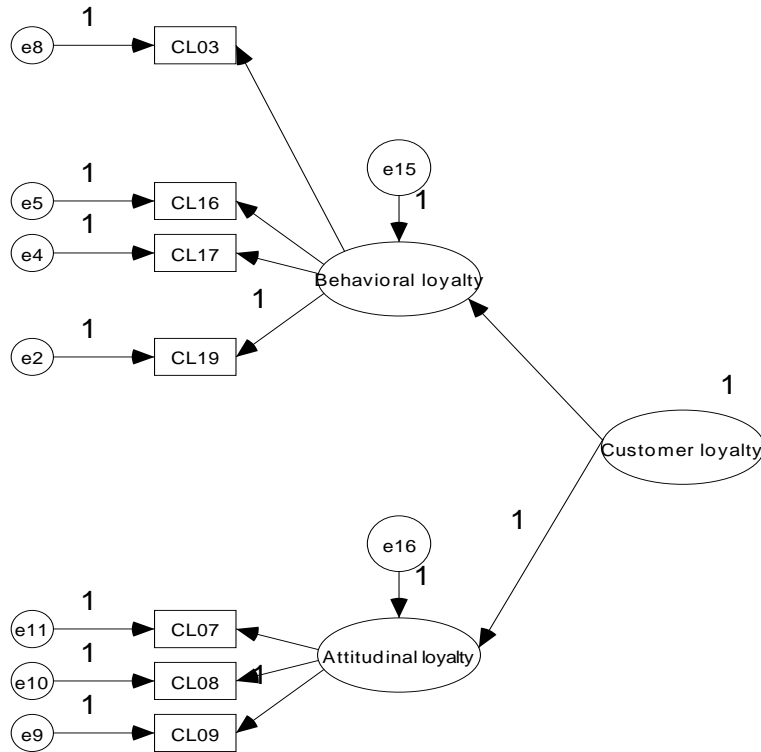 1
e8
CL03
e15
1
1
e5
CL16
1
e4
CL17
Behavioral loyalty
1
1
e2
CL19
1
Customer loyalty
1
e16
1
1
e11
CL07
Attitudinal loyalty
1
e10
CL08
1
1
e9
CL09